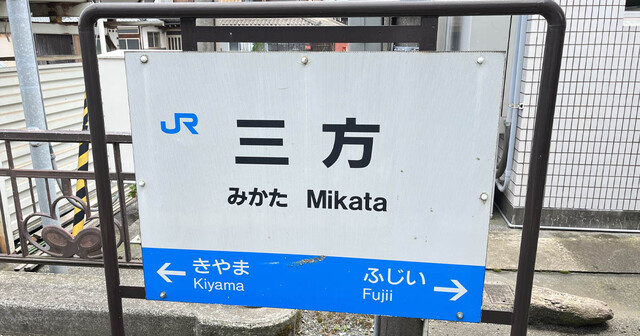 JR
三方
みかた Mikata
← きやま ふじい →
Kiyama Fujii